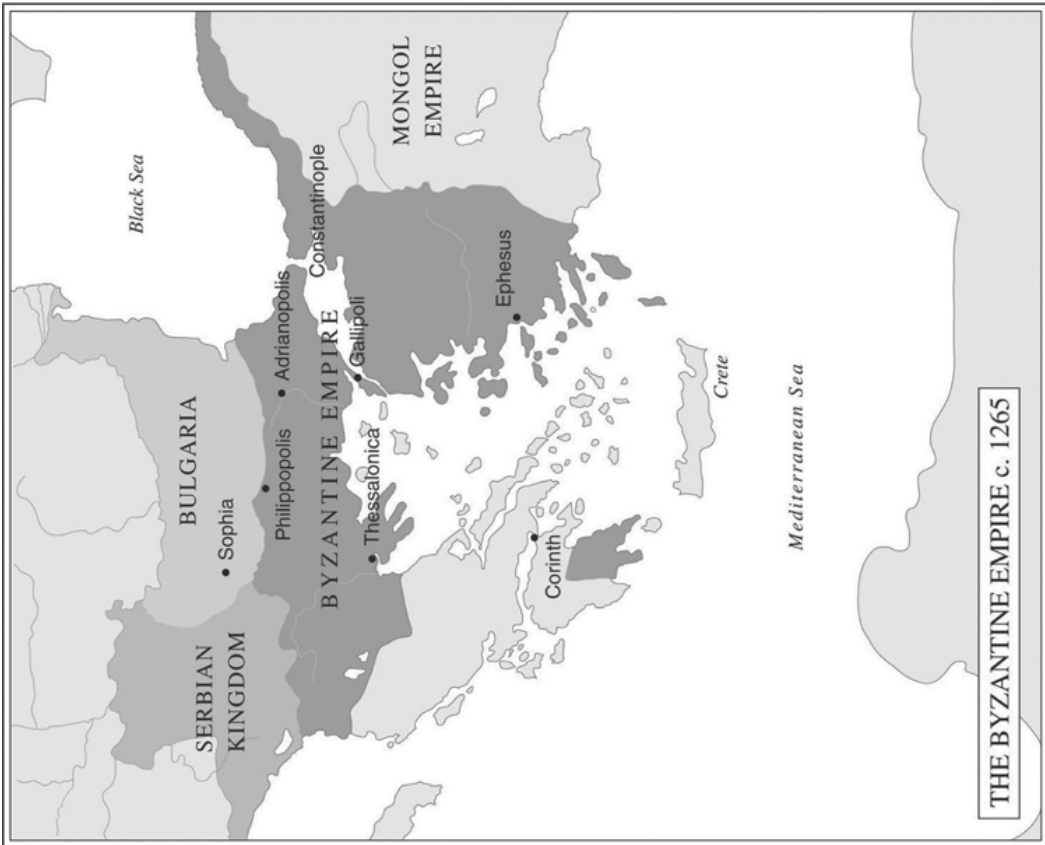 Black Sea
MONGOL
EMPIRE
BULGARIA
Sophia
SERBIAN
KINGDOM
Philippopolis
Adrianopolis
Constantinople
BYZANTINE EMPIRE
Gallipoli
Thessalonica
Ephesus
Corinth
Crete
Mediterranean Sea
THE BYZANTINE EMPIRE c. 1265